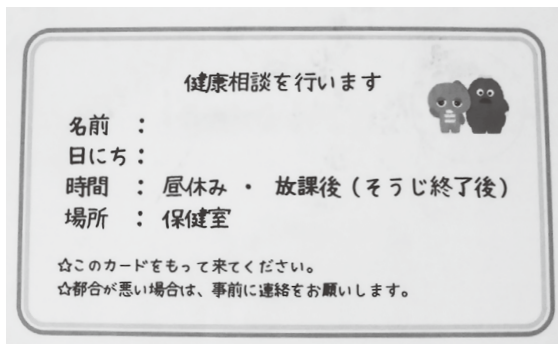 健康相談を行います
名前 ：
日にち：
時間 ： 昼休み ・ 放課後（そうじ終了後）
場所 ： 保健室
☆このカードをもって来てください。
☆都合が悪い場合は、事前に連絡をお願いします。